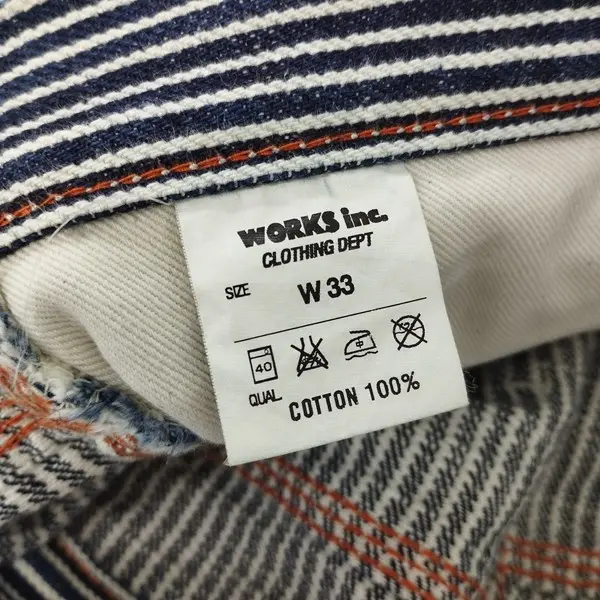 WORKS inc.
CLOTHING DEPT
SIZE W 33
40
QUAL. COTTON 100%